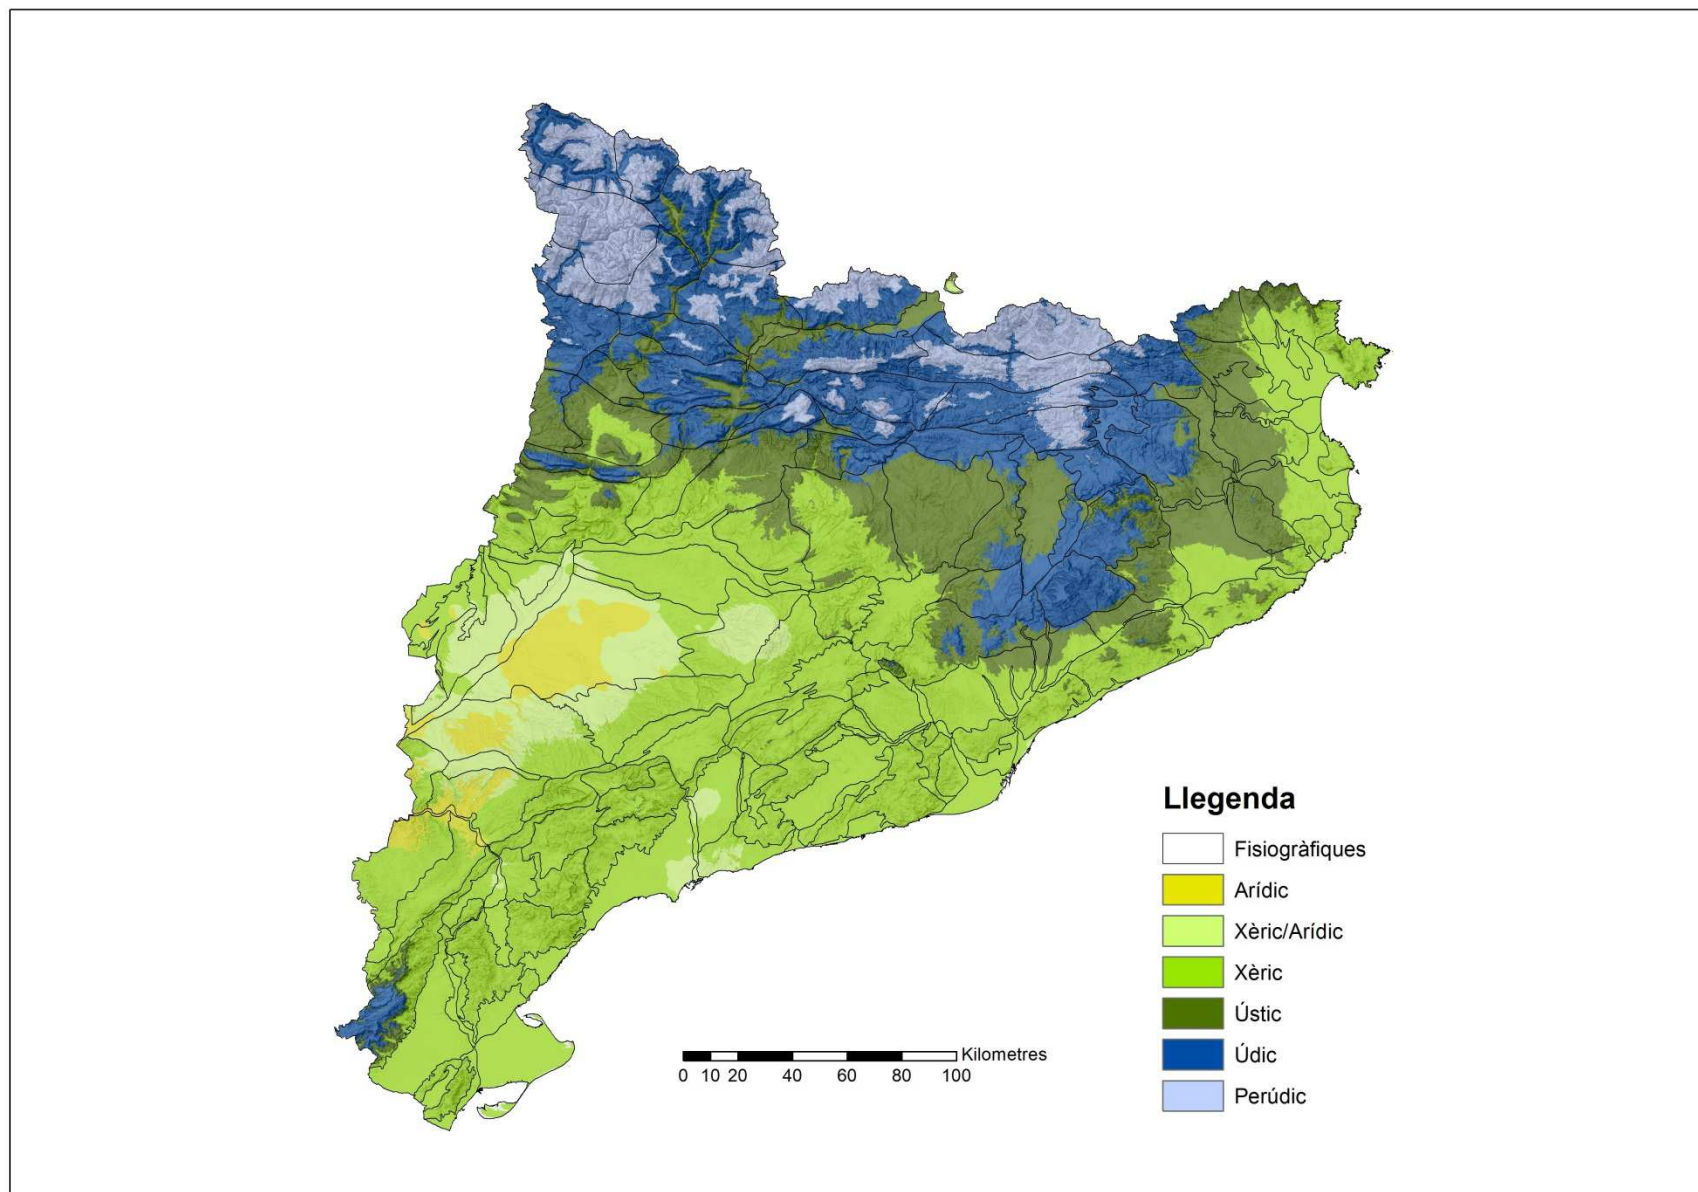 Llegenda
Fisiogràfiques
Arídic
Xèric/Arídic
Xèric
Ústic
Údic
Perúdic
Kilometres
0 10 20 40 60 80 100